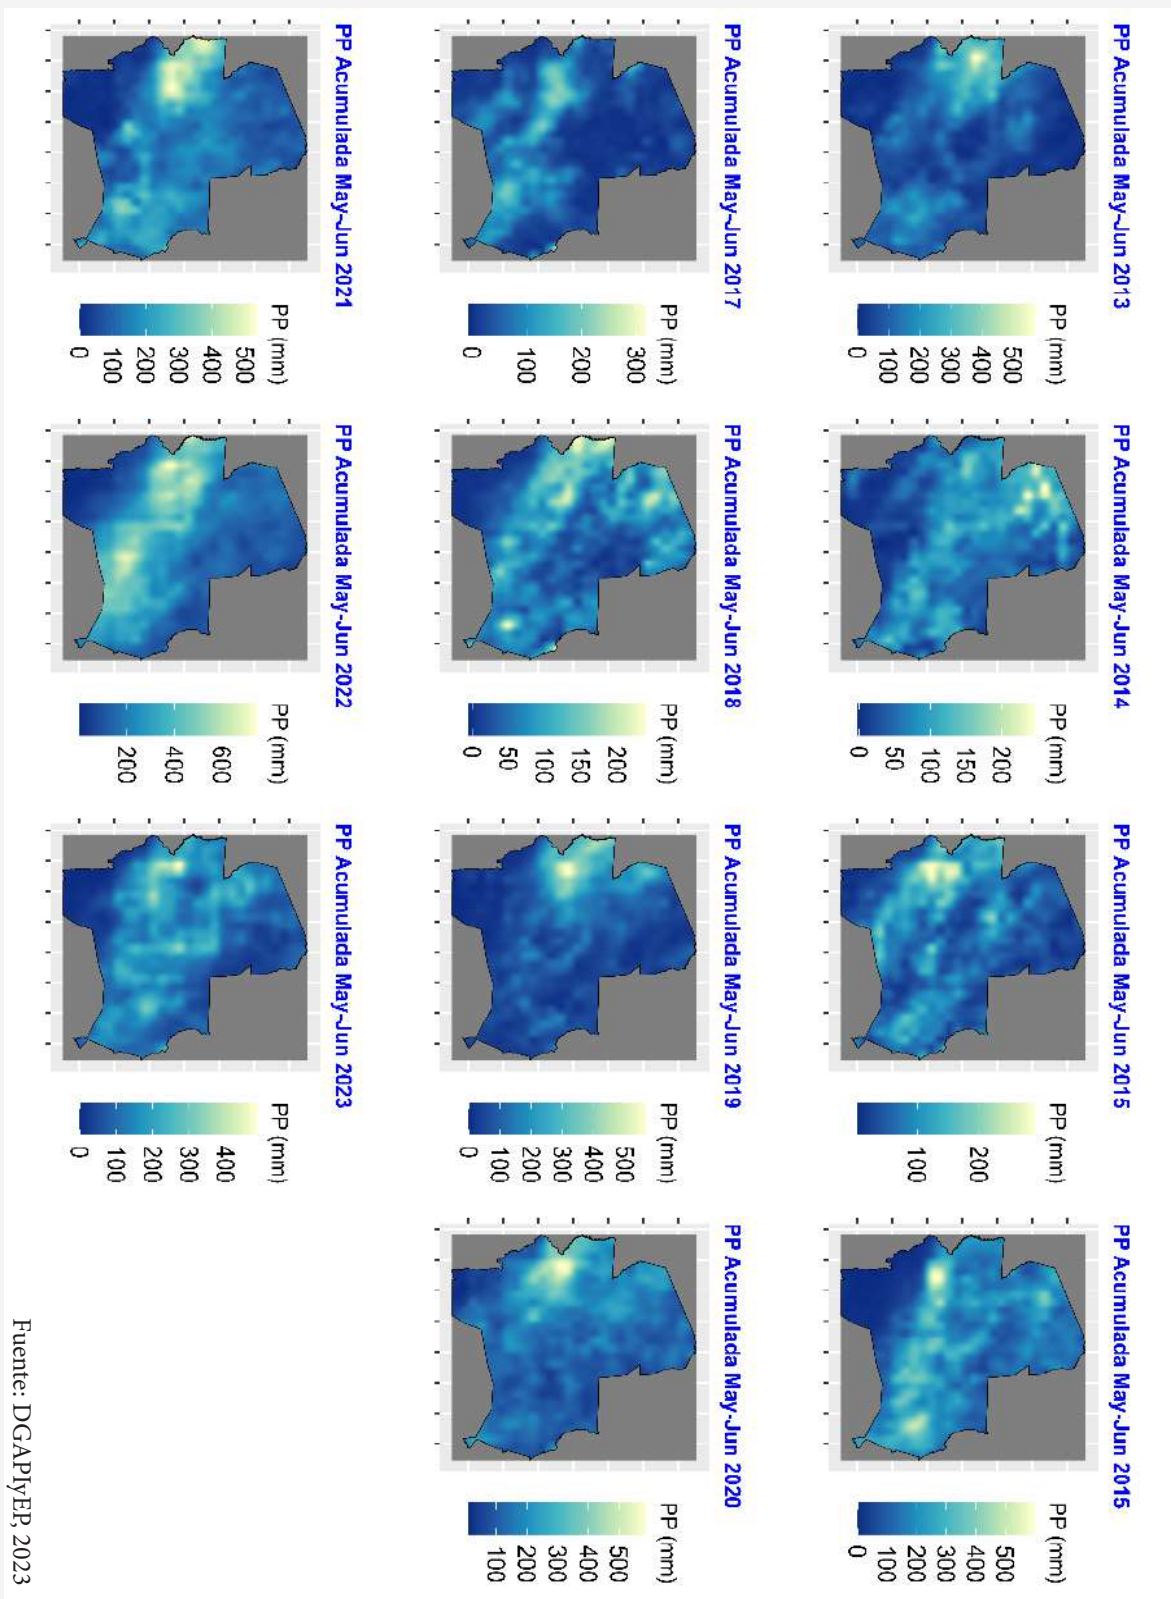 PP Acumulada May-Jun 2013
PP (mm)
0 100 200 300 400 500
PP Acumulada May-Jun 2014
PP (mm)
0 50 100 150 200
PP Acumulada May-Jun 2015
PP (mm)
100 200
PP Acumulada May-Jun 2015
PP (mm)
0 100 200 300 400 500
PP Acumulada May-Jun 2017
PP (mm)
0 100 200 300
PP Acumulada May-Jun 2018
PP (mm)
0 50 100 150 200
PP Acumulada May-Jun 2019
PP (mm)
0 100 200 300 400 500
PP Acumulada May-Jun 2020
PP (mm)
100 200 300 400 500
PP Acumulada May-Jun 2021
PP (mm)
0 100 200 300 400 500
PP Acumulada May-Jun 2022
PP (mm)
200 400 600
PP Acumulada May-Jun 2023
PP (mm)
0 100 200 300 400
Fuente: DGAPIyEP, 2023